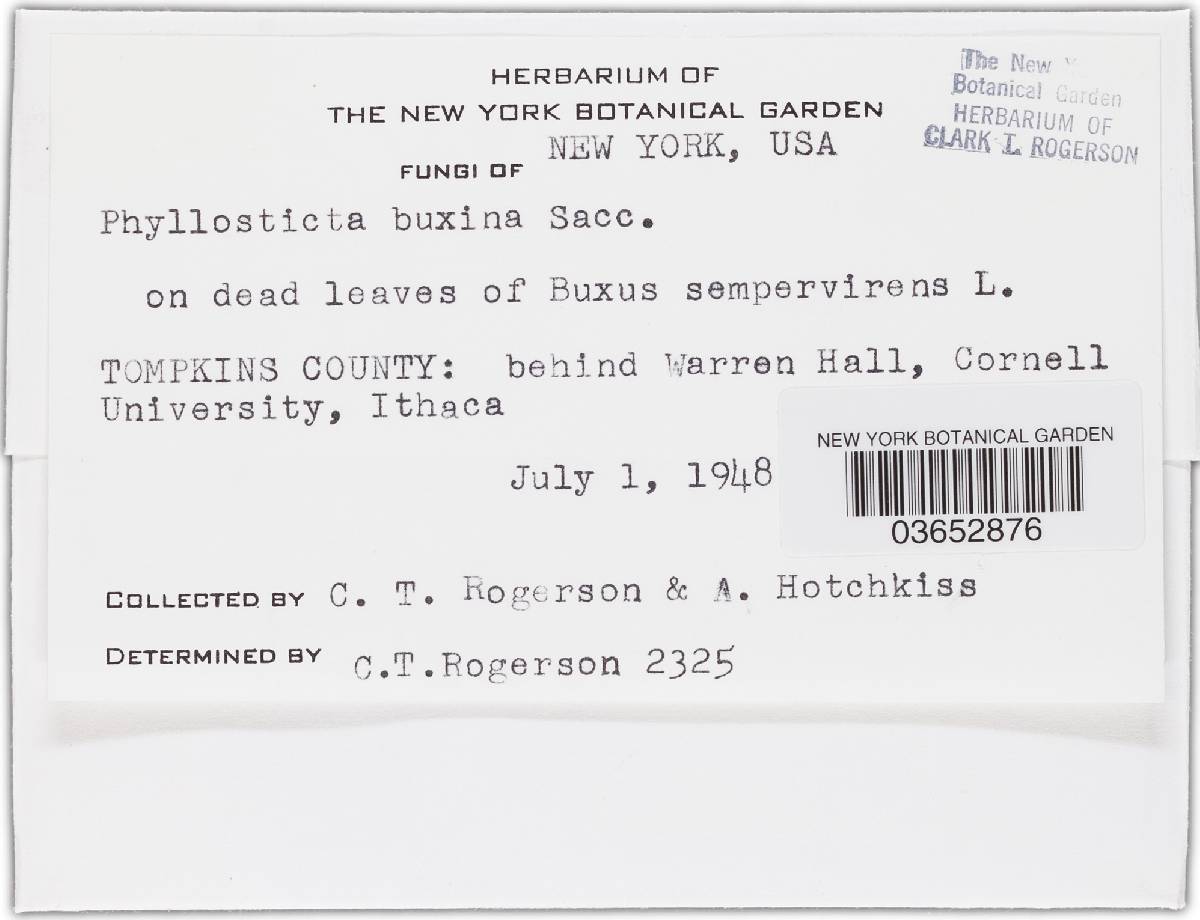 HERBARIUM OF
THE NEW YORK BOTANICAL GARDEN
FUNGI OF NEW YORK, USA
The New
Botanical Garden
HERBARIUM OF
CLARK T. ROGERSON
Phyllosticta buxina Sacc.
on dead leaves of Buxus sempervirens L.
TOMPKINS COUNTY: behind Warren Hall, Cornell
University, Ithaca
July 1, 1948
NEW YORK BOTANICAL GARDEN
03652876
COLLECTED BY C. T. Rogerson & A. Hotchkiss
DETERMINED BY C.T.Rogerson 2325